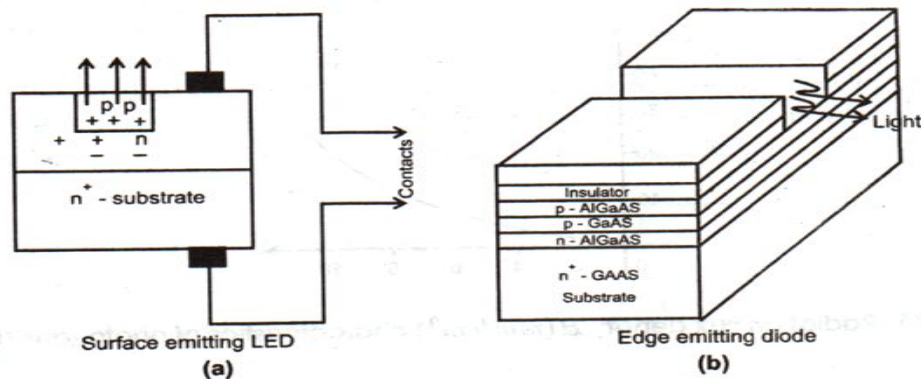 p p
+ + +
+ + n
− −
n+ - substrate
Contacts
Surface emitting LED
(a)
Light
Insulator
p - AlGaAS
p - GaAS
n - AlGaAS
n+ - GAAS
Substrate
Edge emitting diode
(b)